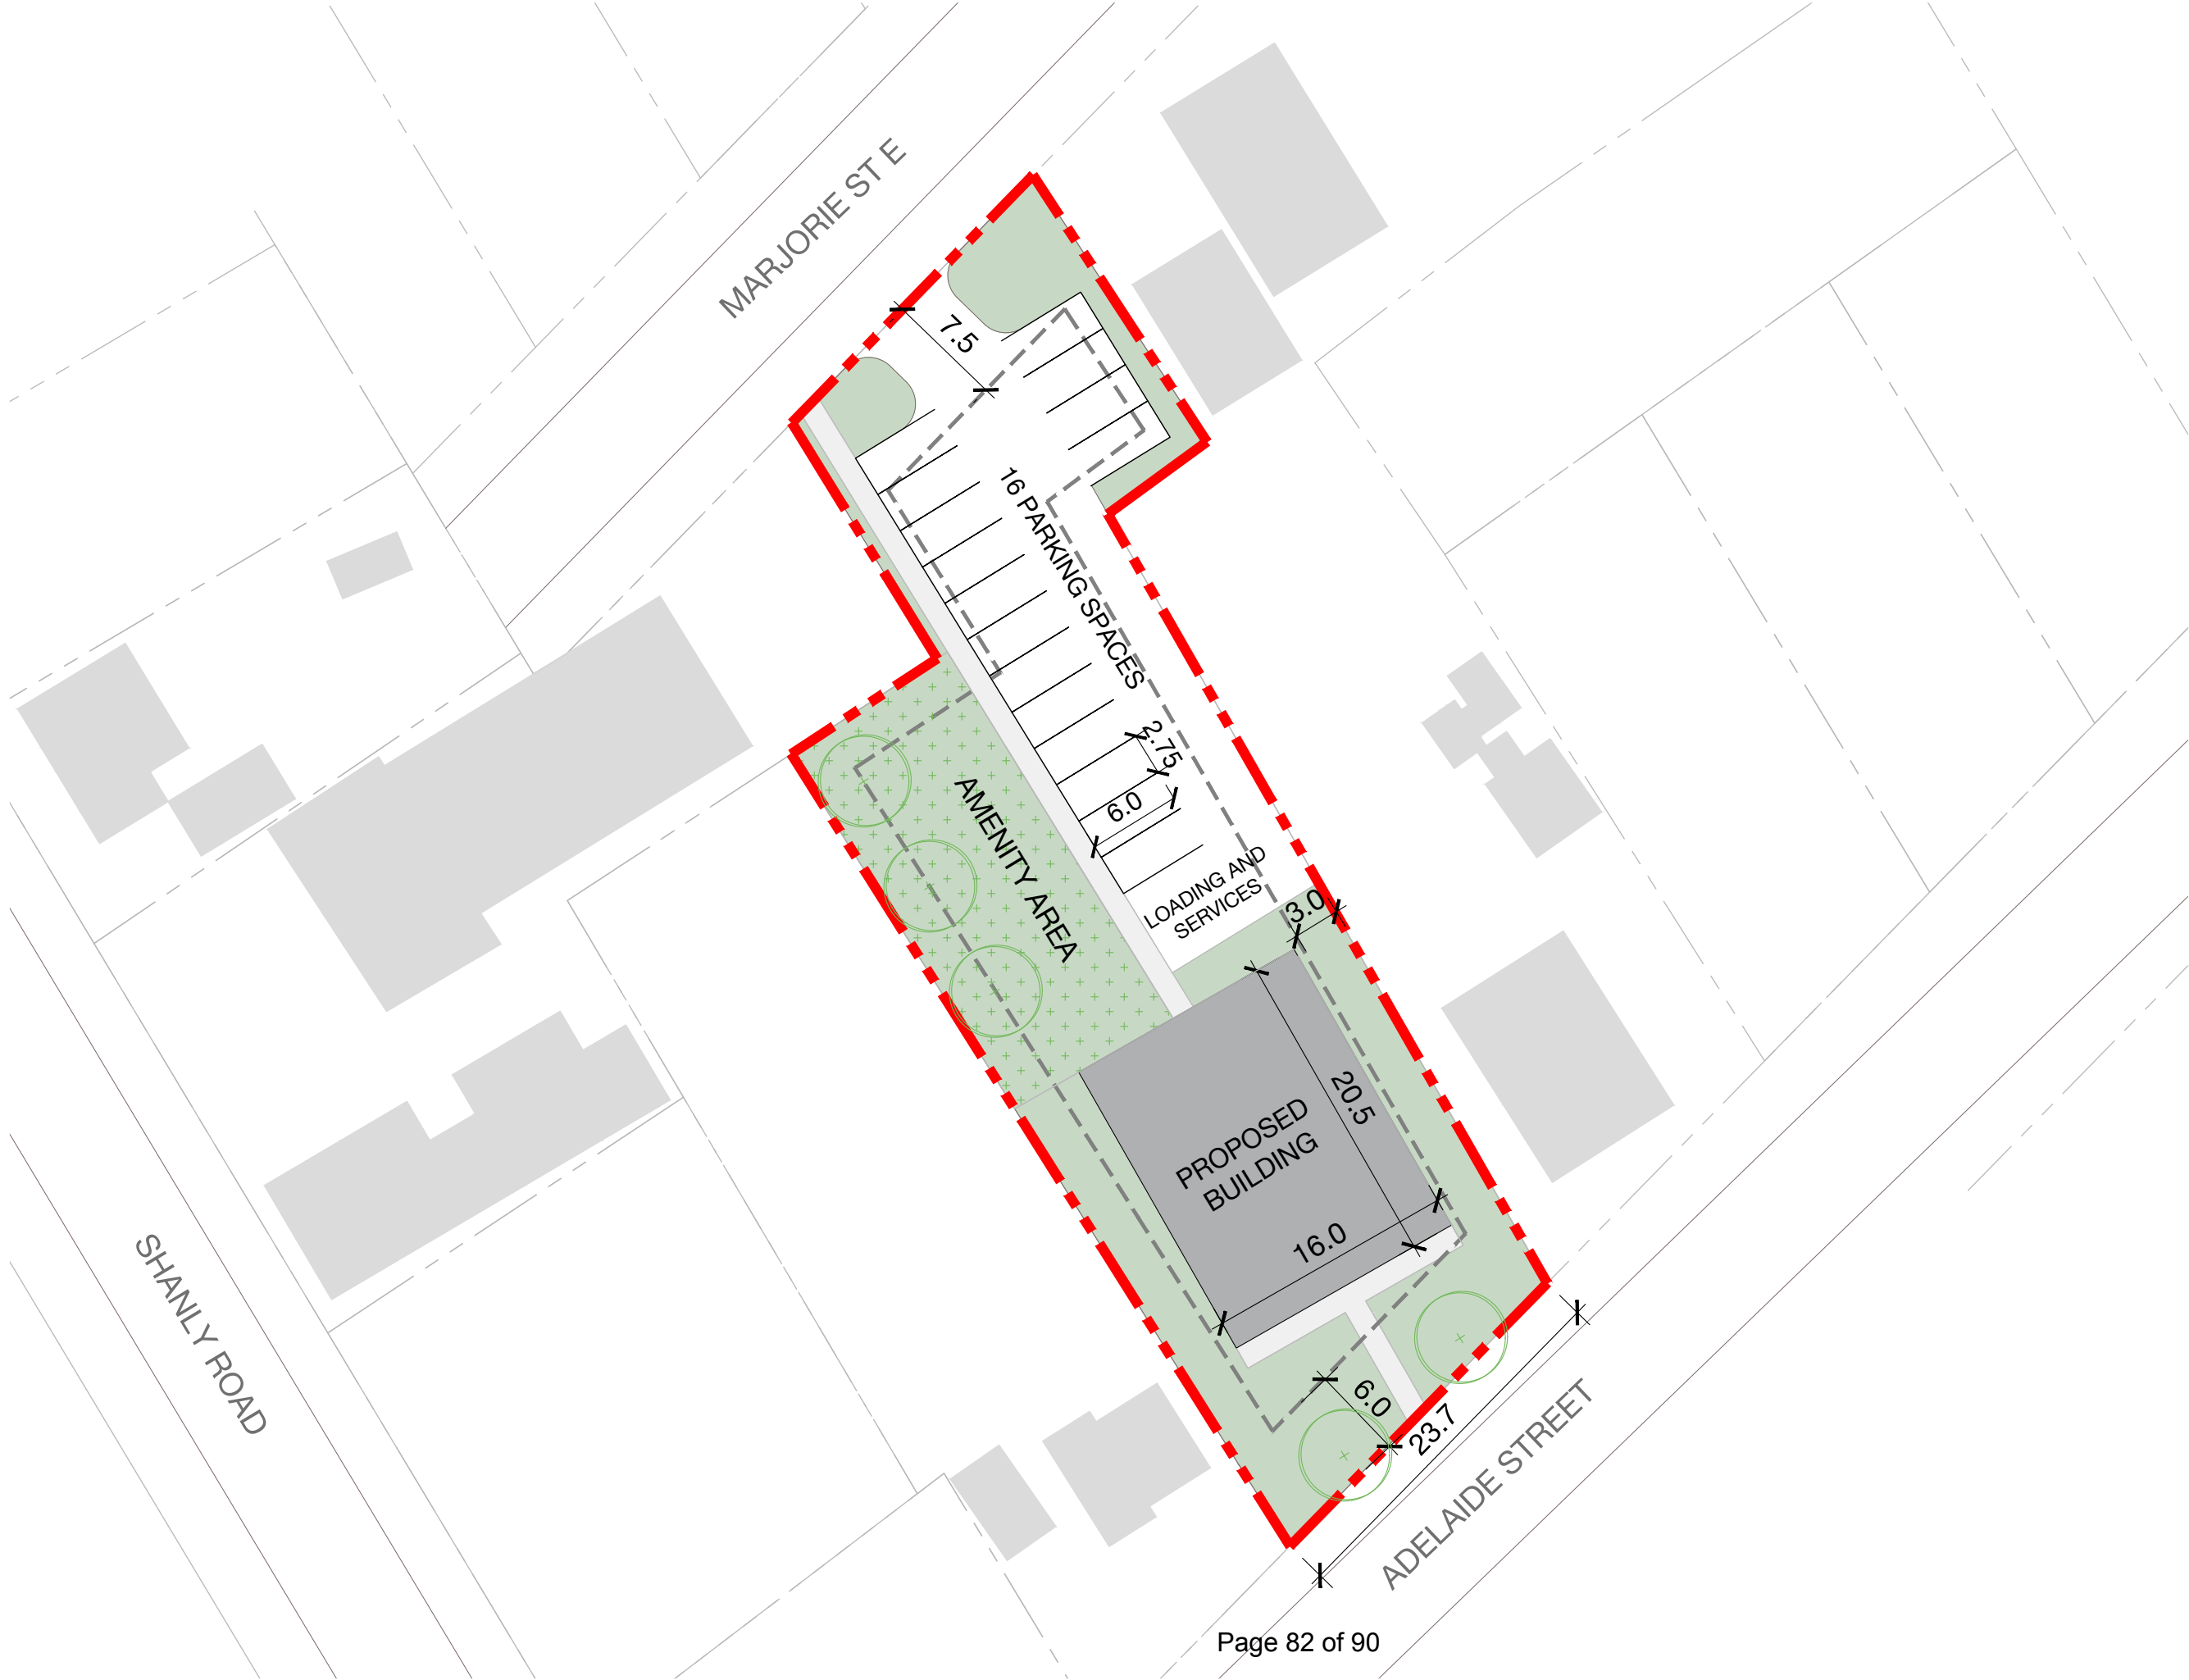 MARJORIE ST E
7.5
16 PARKING SPACES
2.75
6.0
AMENITY AREA
LOADING AND
SERVICES
3.0
20.5
PROPOSED
BUILDING
16.0
SHANLY ROAD
6.0
23.7
ADELAIDE STREET
Page 82 of 90